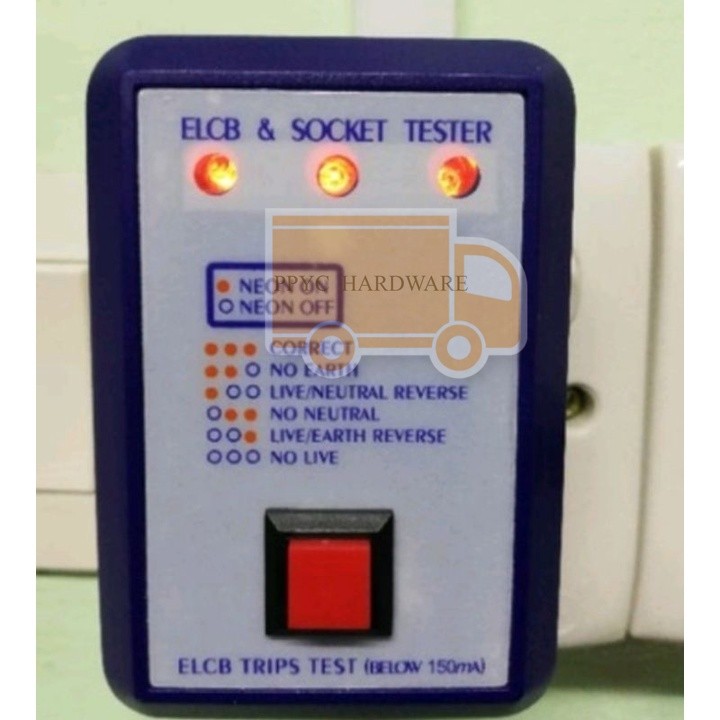 ELCB & SOCKET TESTER
PPYC HARDWARE
NEON ON
NEON OFF
CORRECT
NO EARTH
LIVE/NEUTRAL REVERSE
NO NEUTRAL
LIVE/EARTH REVERSE
NO LIVE
ELCB TRIPS TEST (BELOW 150mA)